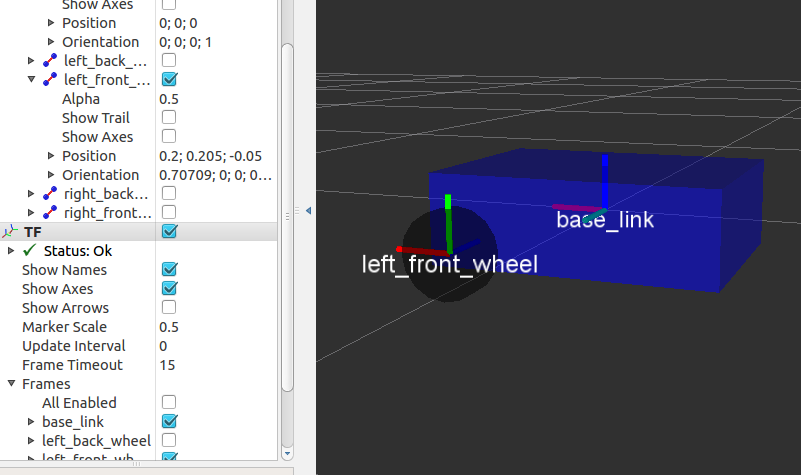 Show Axes
Position 0; 0; 0
Orientation 0; 0; 0; 1
left_back_...
left_front_...
Alpha 0.5
Show Trail
Show Axes
Position 0.2; 0.205; -0.05
Orientation 0.70709; 0; 0; 0...
right_back...
right_front...
TF
Status: Ok
Show Names
Show Axes
Show Arrows
Marker Scale 0.5
Update Interval 0
Frame Timeout 15
Frames
All Enabled
base_link
left_back_wheel
left_front_wh...
base_link
left_front_wheel